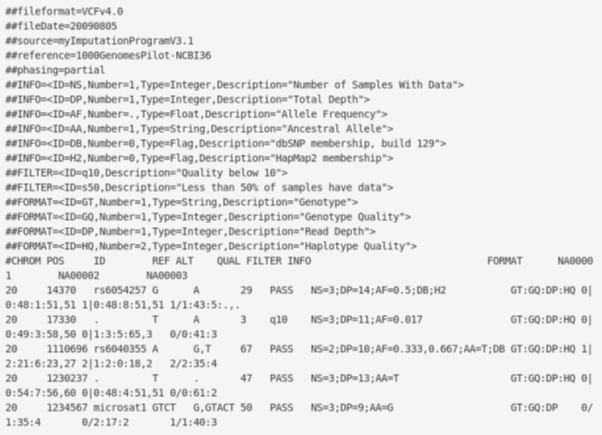 ##fileformat=VCFv4.0
##fileDate=20090805
##source=myImputationProgramV3.1
##reference=1000GenomesPilot-NCBI36
##phasing=partial
##INFO=<ID=NS,Number=1,Type=Integer,Description="Number of Samples With Data">
##INFO=<ID=DP,Number=1,Type=Integer,Description="Total Depth">
##INFO=<ID=AF,Number=.,Type=Float,Description="Allele Frequency">
##INFO=<ID=AA,Number=1,Type=String,Description="Ancestral Allele">
##INFO=<ID=DB,Number=0,Type=Flag,Description="dbSNP membership, build 129">
##INFO=<ID=H2,Number=0,Type=Flag,Description="HapMap2 membership">
##FILTER=<ID=q10,Description="Quality below 10">
##FILTER=<ID=s50,Description="Less than 50% of samples have data">
##FORMAT=<ID=GT,Number=1,Type=String,Description="Genotype">
##FORMAT=<ID=GQ,Number=1,Type=Integer,Description="Genotype Quality">
##FORMAT=<ID=DP,Number=1,Type=Integer,Description="Read Depth">
##FORMAT=<ID=HQ,Number=2,Type=Integer,Description="Haplotype Quality">
#CHROM POS     ID        REF ALT    QUAL FILTER INFO                              FORMAT      NA0000
1       NA00002        NA00003
20     14370   rs6054257 G      A       29   PASS   NS=3;DP=14;AF=0.5;DB;H2           GT:GQ:DP:HQ 0|
0:48:1:51,51 1|0:48:8:51,51 1/1:43:5:.,.
20     17330   .         T      A       3    q10    NS=3;DP=11;AF=0.017               GT:GQ:DP:HQ 0|
0:49:3:58,50 0|1:3:5:65,3   0/0:41:3
20     1110696 rs6040355 A      G,T     67   PASS   NS=2;DP=10;AF=0.333,0.667;AA=T;DB GT:GQ:DP:HQ 1|
2:21:6:23,27 2|1:2:0:18,2   2/2:35:4
20     1230237 .         T      .       47   PASS   NS=3;DP=13;AA=T                   GT:GQ:DP:HQ 0|
0:54:7:56,60 0|0:48:4:51,51 0/0:61:2
20     1234567 microsat1 GTCT   G,GTACT 50   PASS   NS=3;DP=9;AA=G                    GT:GQ:DP    0/
1:35:4       0/2:17:2       1/1:40:3